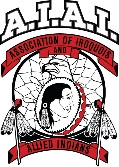 A.I.A.I.
ASSOCIATION OF IROQUOIS
AND
ALLIED INDIANS